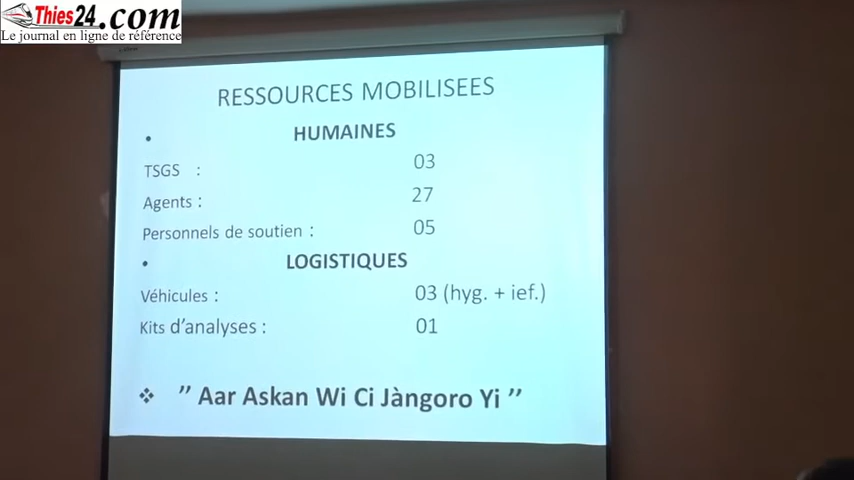 Thies24.com
Le journal en ligne de référence
RESSOURCES MOBILISEES
• HUMAINES
TSGS : 03
Agents : 27
Personnels de soutien : 05
• LOGISTIQUES
Véhicules : 03 (hyg. + ief.)
Kits d'analyses : 01
❖ ” Aar Askan Wi Ci Jàngoro Yi ”